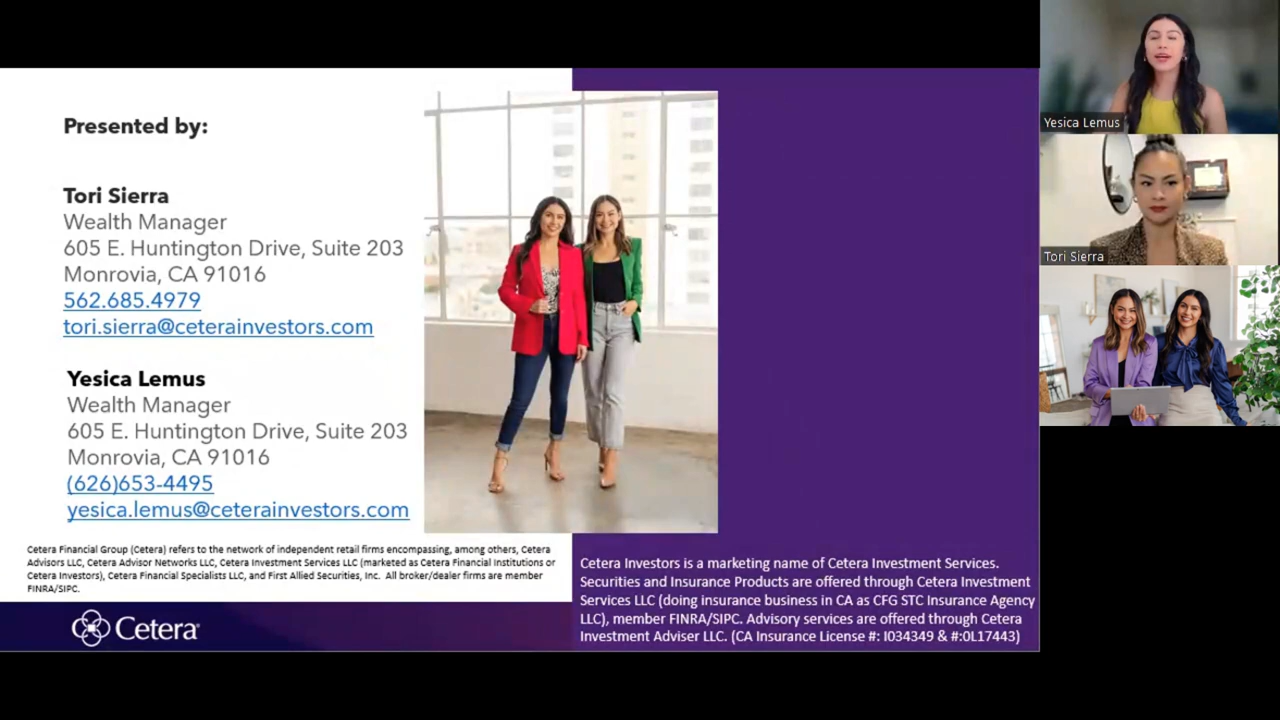 Presented by:
Tori Sierra
Wealth Manager
605 E. Huntington Drive, Suite 203
Monrovia, CA 91016
562.685.4979
tori.sierra@ceterainvestors.com
Yesica Lemus
Wealth Manager
605 E. Huntington Drive, Suite 203
Monrovia, CA 91016
(626)653-4495
yesica.lemus@ceterainvestors.com
Cetera Financial Group (Cetera) refers to the network of independent retail firms encompassing, among others, Cetera
Advisors LLC, Cetera Advisor Networks LLC, Cetera Investment Services LLC (marketed as Cetera Financial Institutions or
Cetera Investors), Cetera Financial Specialists LLC, and First Allied Securities, Inc. All broker/dealer firms are member
FINRA/SIPC.
Cetera
Cetera Investors is a marketing name of Cetera Investment Services.
Securities and Insurance Products are offered through Cetera Investment
Services LLC (doing insurance business in CA as CFG STC Insurance Agency
LLC), member FINRA/SIPC. Advisory services are offered through Cetera
Investment Adviser LLC. (CA Insurance License #: I034349 & #:0L17443)
Yesica Lemus
Tori Sierra